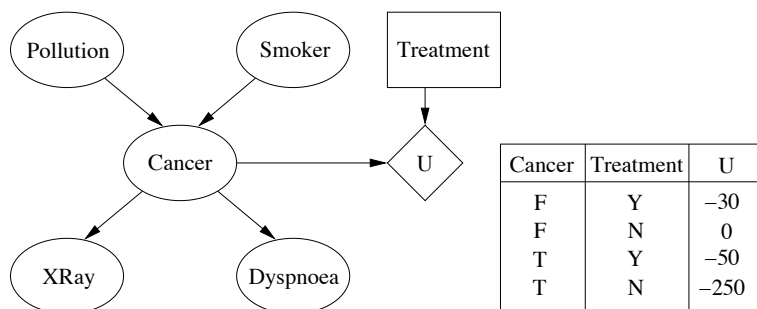 Pollution
Smoker
Treatment
Cancer
U
XRay
Dyspnoea
Cancer Treatment U
F Y −30
F N 0
T Y −50
T N −250